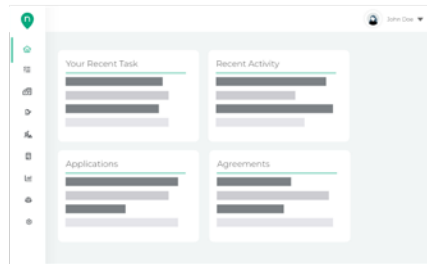 John Doe
Your Recent Task
Recent Activity
Applications
Agreements